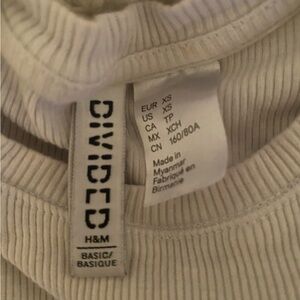 DIVIDED
H&M
BASIC/
BASIQUE
EUR XS
US XS
CA TP
MX XCH
CN 160/80A
Made in
Myanmar
Fabriqué en
Birmanie